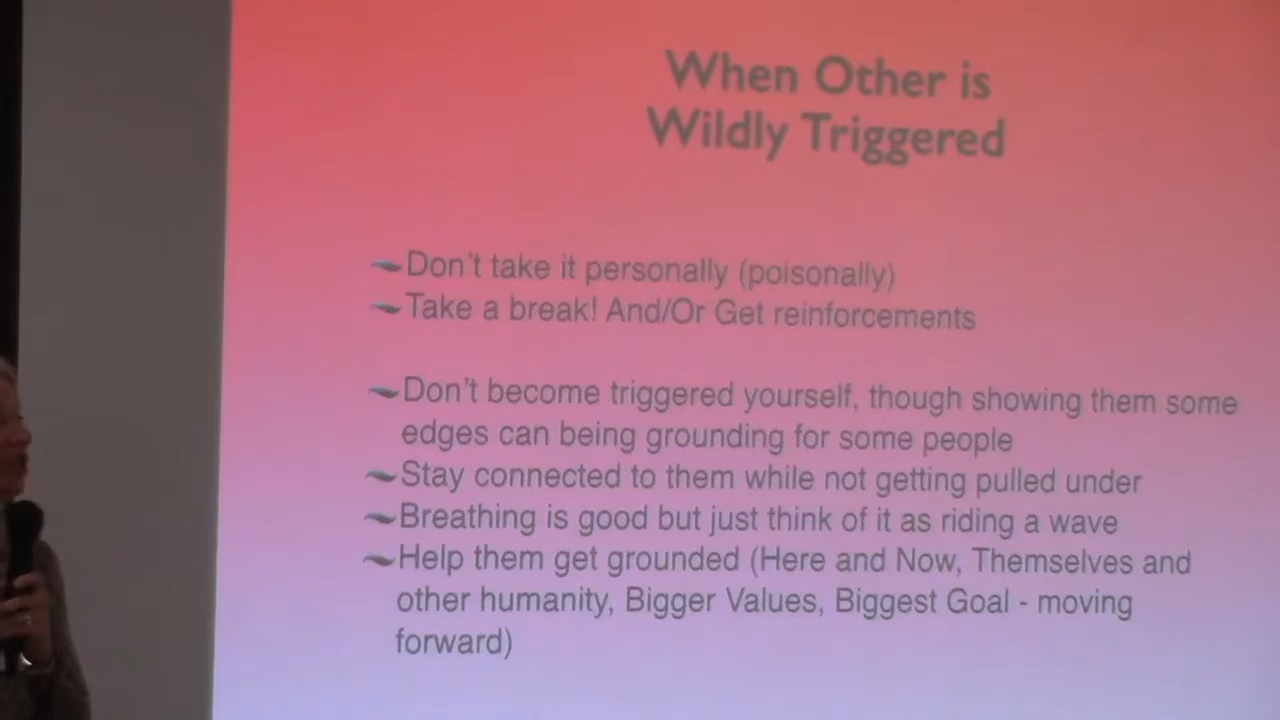 When Other is
Wildly Triggered
Don't take it personally (poisonally)
Take a break! And/Or Get reinforcements
Don't become triggered yourself, though showing them some
edges can being grounding for some people
Stay connected to them while not getting pulled under
Breathing is good but just think of it as riding a wave
Help them get grounded (Here and Now, Themselves and
other humanity, Bigger Values, Biggest Goal - moving
forward)